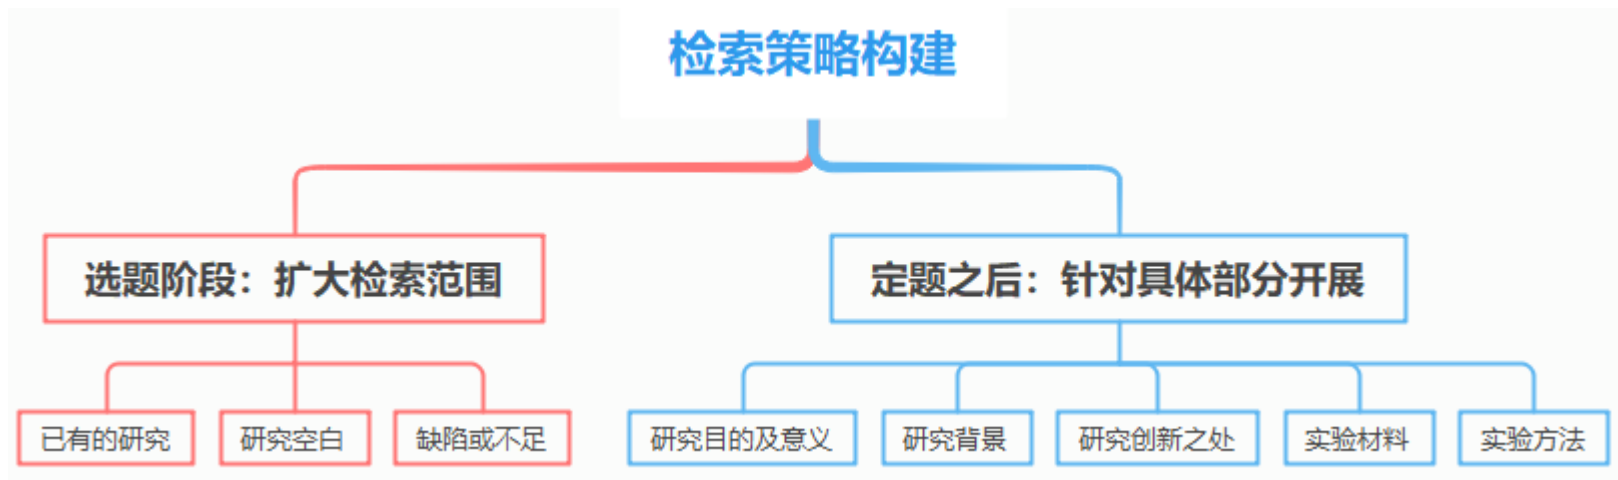 检索策略构建
选题阶段：扩大检索范围
定题之后：针对具体部分开展
已有的研究
研究空白
缺陷或不足
研究目的及意义
研究背景
研究创新之处
实验材料
实验方法